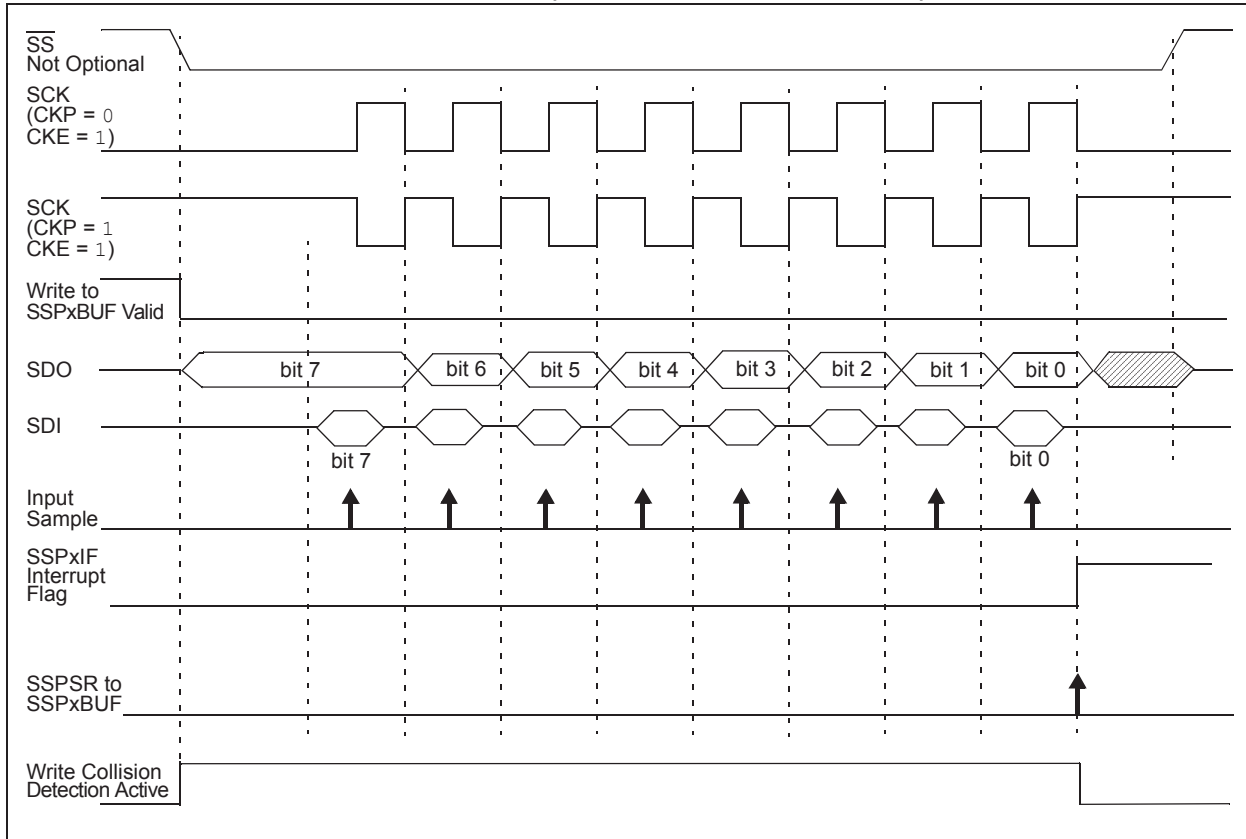 SS
Not Optional
SCK
(CKP = 0
CKE = 1)
SCK
(CKP = 1
CKE = 1)
Write to
SSPxBUF Valid
SDO
bit 7 bit 6 bit 5 bit 4 bit 3 bit 2 bit 1 bit 0
SDI
bit 7 bit 0
Input
Sample
SSPxIF
Interrupt
Flag
SSPSR to
SSPxBUF
Write Collision
Detection Active